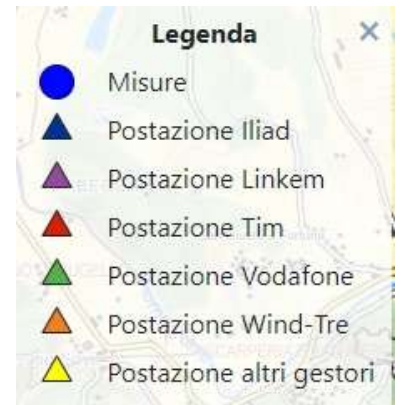 Legenda
Misure
Postazione Iliad
Postazione Linkem
Postazione Tim
Postazione Vodafone
Postazione Wind-Tre
Postazione altri gestori